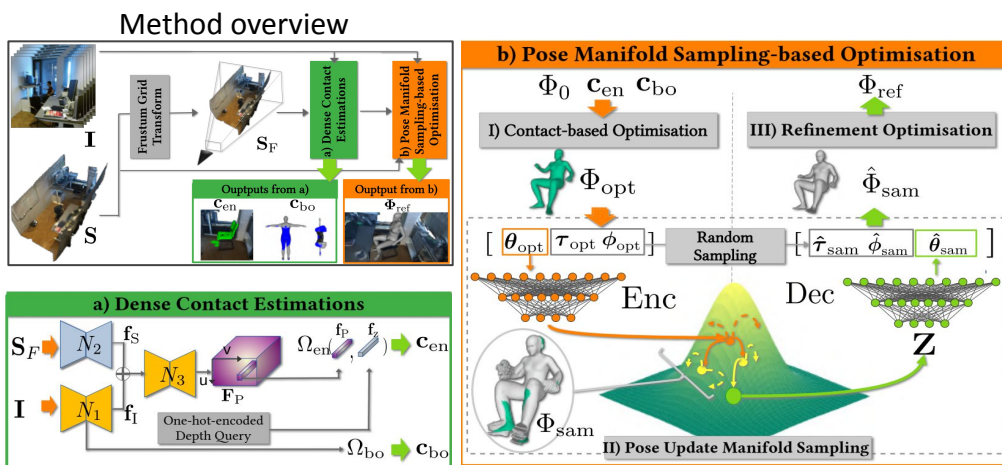 Method overview
I
S
Frustum Grid
Transform
S_F
a) Dense Contact
Estimations
b) Pose Manifold
Sampling-based
Optimisation
Ouptputs from a)
c_en
c_bo
Ouptput from b)
Φ_ref
a) Dense Contact Estimations
S_F
N_2
f_S
I
N_1
f_I
N_3
v
u
F_P
Ω_en( f_P , f_z )
c_en
One-hot-encoded
Depth Query
Ω_bo
c_bo
b) Pose Manifold Sampling-based Optimisation
Φ_0 c_en c_bo
I) Contact-based Optimisation
Φ_opt
[ θ_opt τ_opt ϕ_opt ]
Random
Sampling
Enc
Φ_sam
II) Pose Update Manifold Sampling
Z
Dec
[ τ̂_sam ϕ̂_sam θ̂_sam ]
Φ̂_sam
III) Refinement Optimisation
Φ_ref